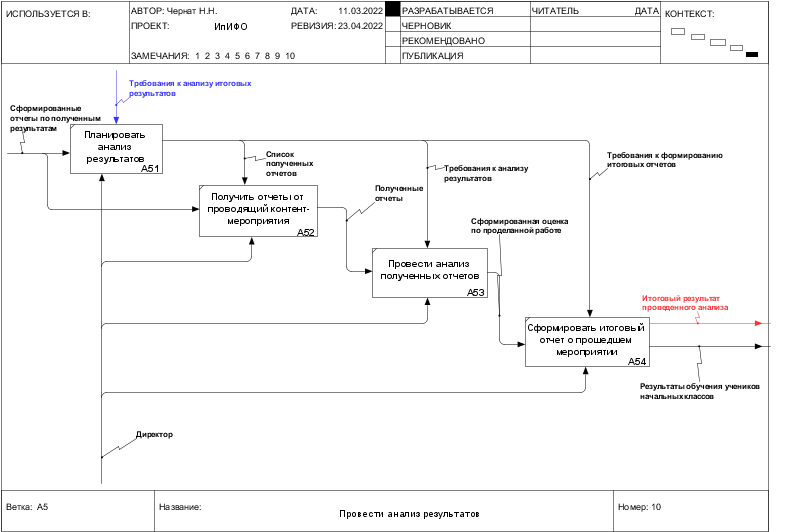 ИСПОЛЬЗУЕТСЯ В:
АВТОР: Чернат Н.Н.
ДАТА: 11.03.2022
ПРОЕКТ: ИпИФО
РЕВИЗИЯ: 23.04.2022
ЗАМЕЧАНИЯ: 1 2 3 4 5 6 7 8 9 10
РАЗРАБАТЫВАЕТСЯ
ЧЕРНОВИК
РЕКОМЕНДОВАНО
ПУБЛИКАЦИЯ
ЧИТАТЕЛЬ
ДАТА
КОНТЕКСТ:
Требования к анализу итоговых
результатов
Сформированные
отчеты по полученным
результатам
Планировать
анализ
результатов
A51
Список
полученных
отчетов
Требования к анализу
результатов
Требования к формированию
итоговых отчетов
Получить отчеты от
проводящий контент-
мероприятия
A52
Полученные
отчеты
Сформированная оценка
по проделанной работе
Провести анализ
полученных отчетов
A53
Итоговый результат
проведенного анализа
Сформировать итоговый
отчет о прошедшем
мероприятии
A54
Результаты обучения учеников
начальных классов
Директор
Ветка: A5
Название:
Провести анализ результатов
Номер: 10